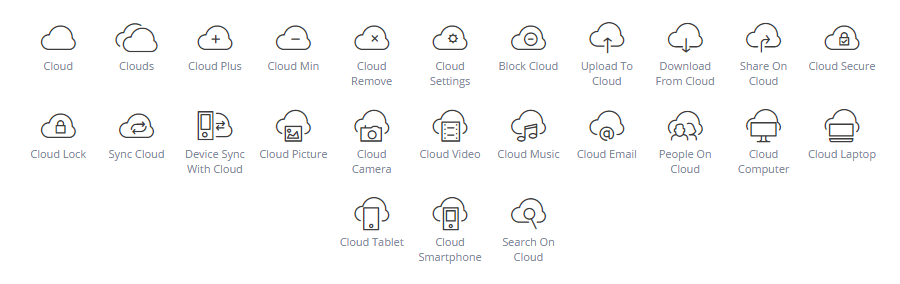 Cloud
Clouds
Cloud Plus
Cloud Min
Cloud
Remove
Cloud
Settings
Block Cloud
Upload To
Cloud
Download
From Cloud
Share On
Cloud
Cloud Secure
Cloud Lock
Sync Cloud
Device Sync
With Cloud
Cloud Picture
Cloud
Camera
Cloud Video
Cloud Music
Cloud Email
People On
Cloud
Cloud
Computer
Cloud Laptop
Cloud Tablet
Cloud
Smartphone
Search On
Cloud